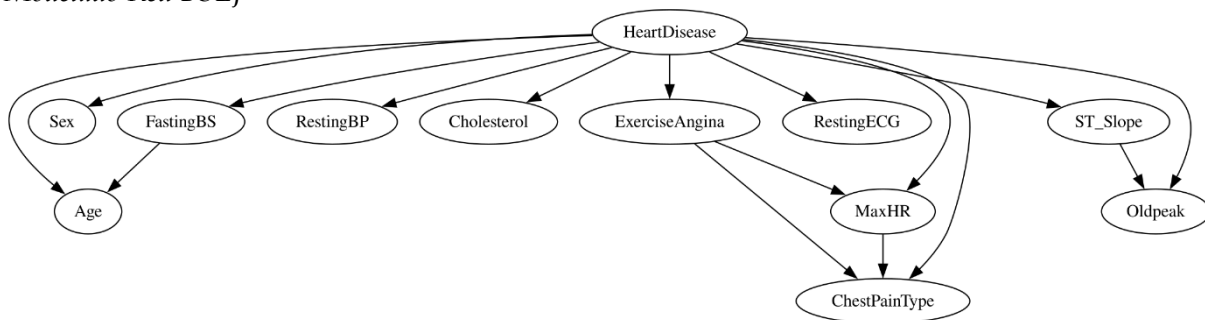 HeartDisease
Sex
FastingBS
RestingBP
Cholesterol
ExerciseAngina
RestingECG
ST_Slope
Age
MaxHR
Oldpeak
ChestPainType